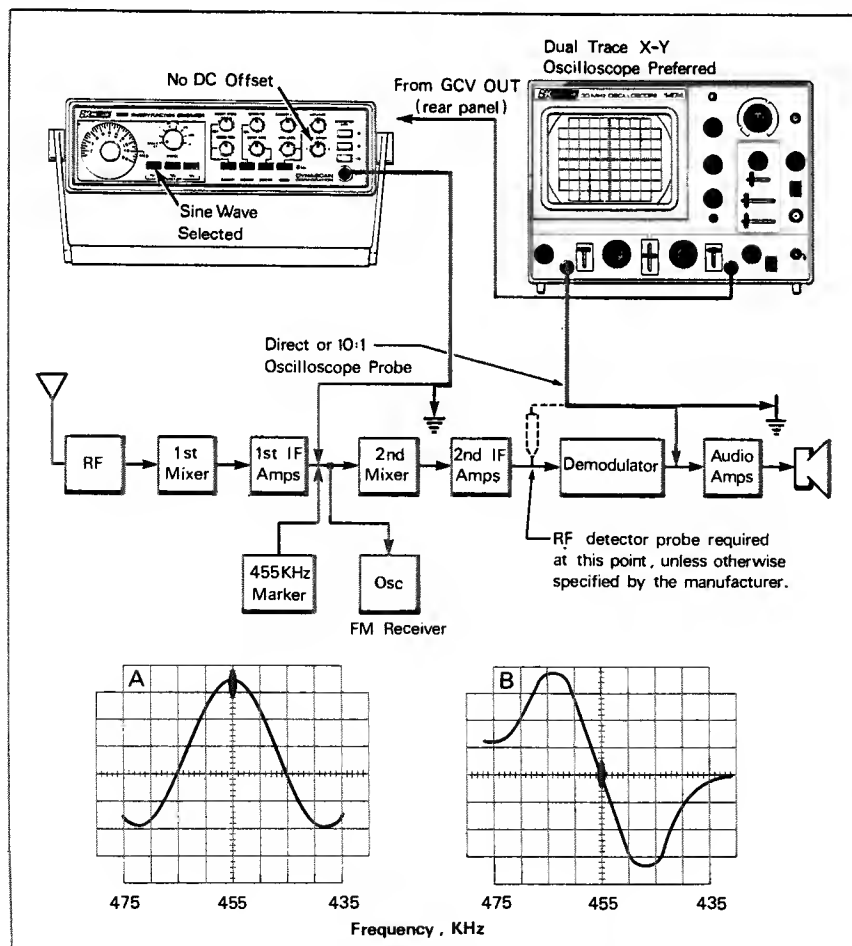 No DC Offset
Dual Trace X-Y
Oscilloscope Preferred
From GCV OUT
(rear panel)
BK
DYNASCAN
Sine Wave
Selected
Direct or 10:1
Oscilloscope Probe
RF
1st
Mixer
1st IF
Amps
2nd
Mixer
2nd IF
Amps
Demodulator
Audio
Amps
455KHz
Marker
Osc
FM Receiver
RF detector probe required
at this point, unless otherwise
specified by the manufacturer.
A
B
475 455 435
475 455 435
Frequency, KHz